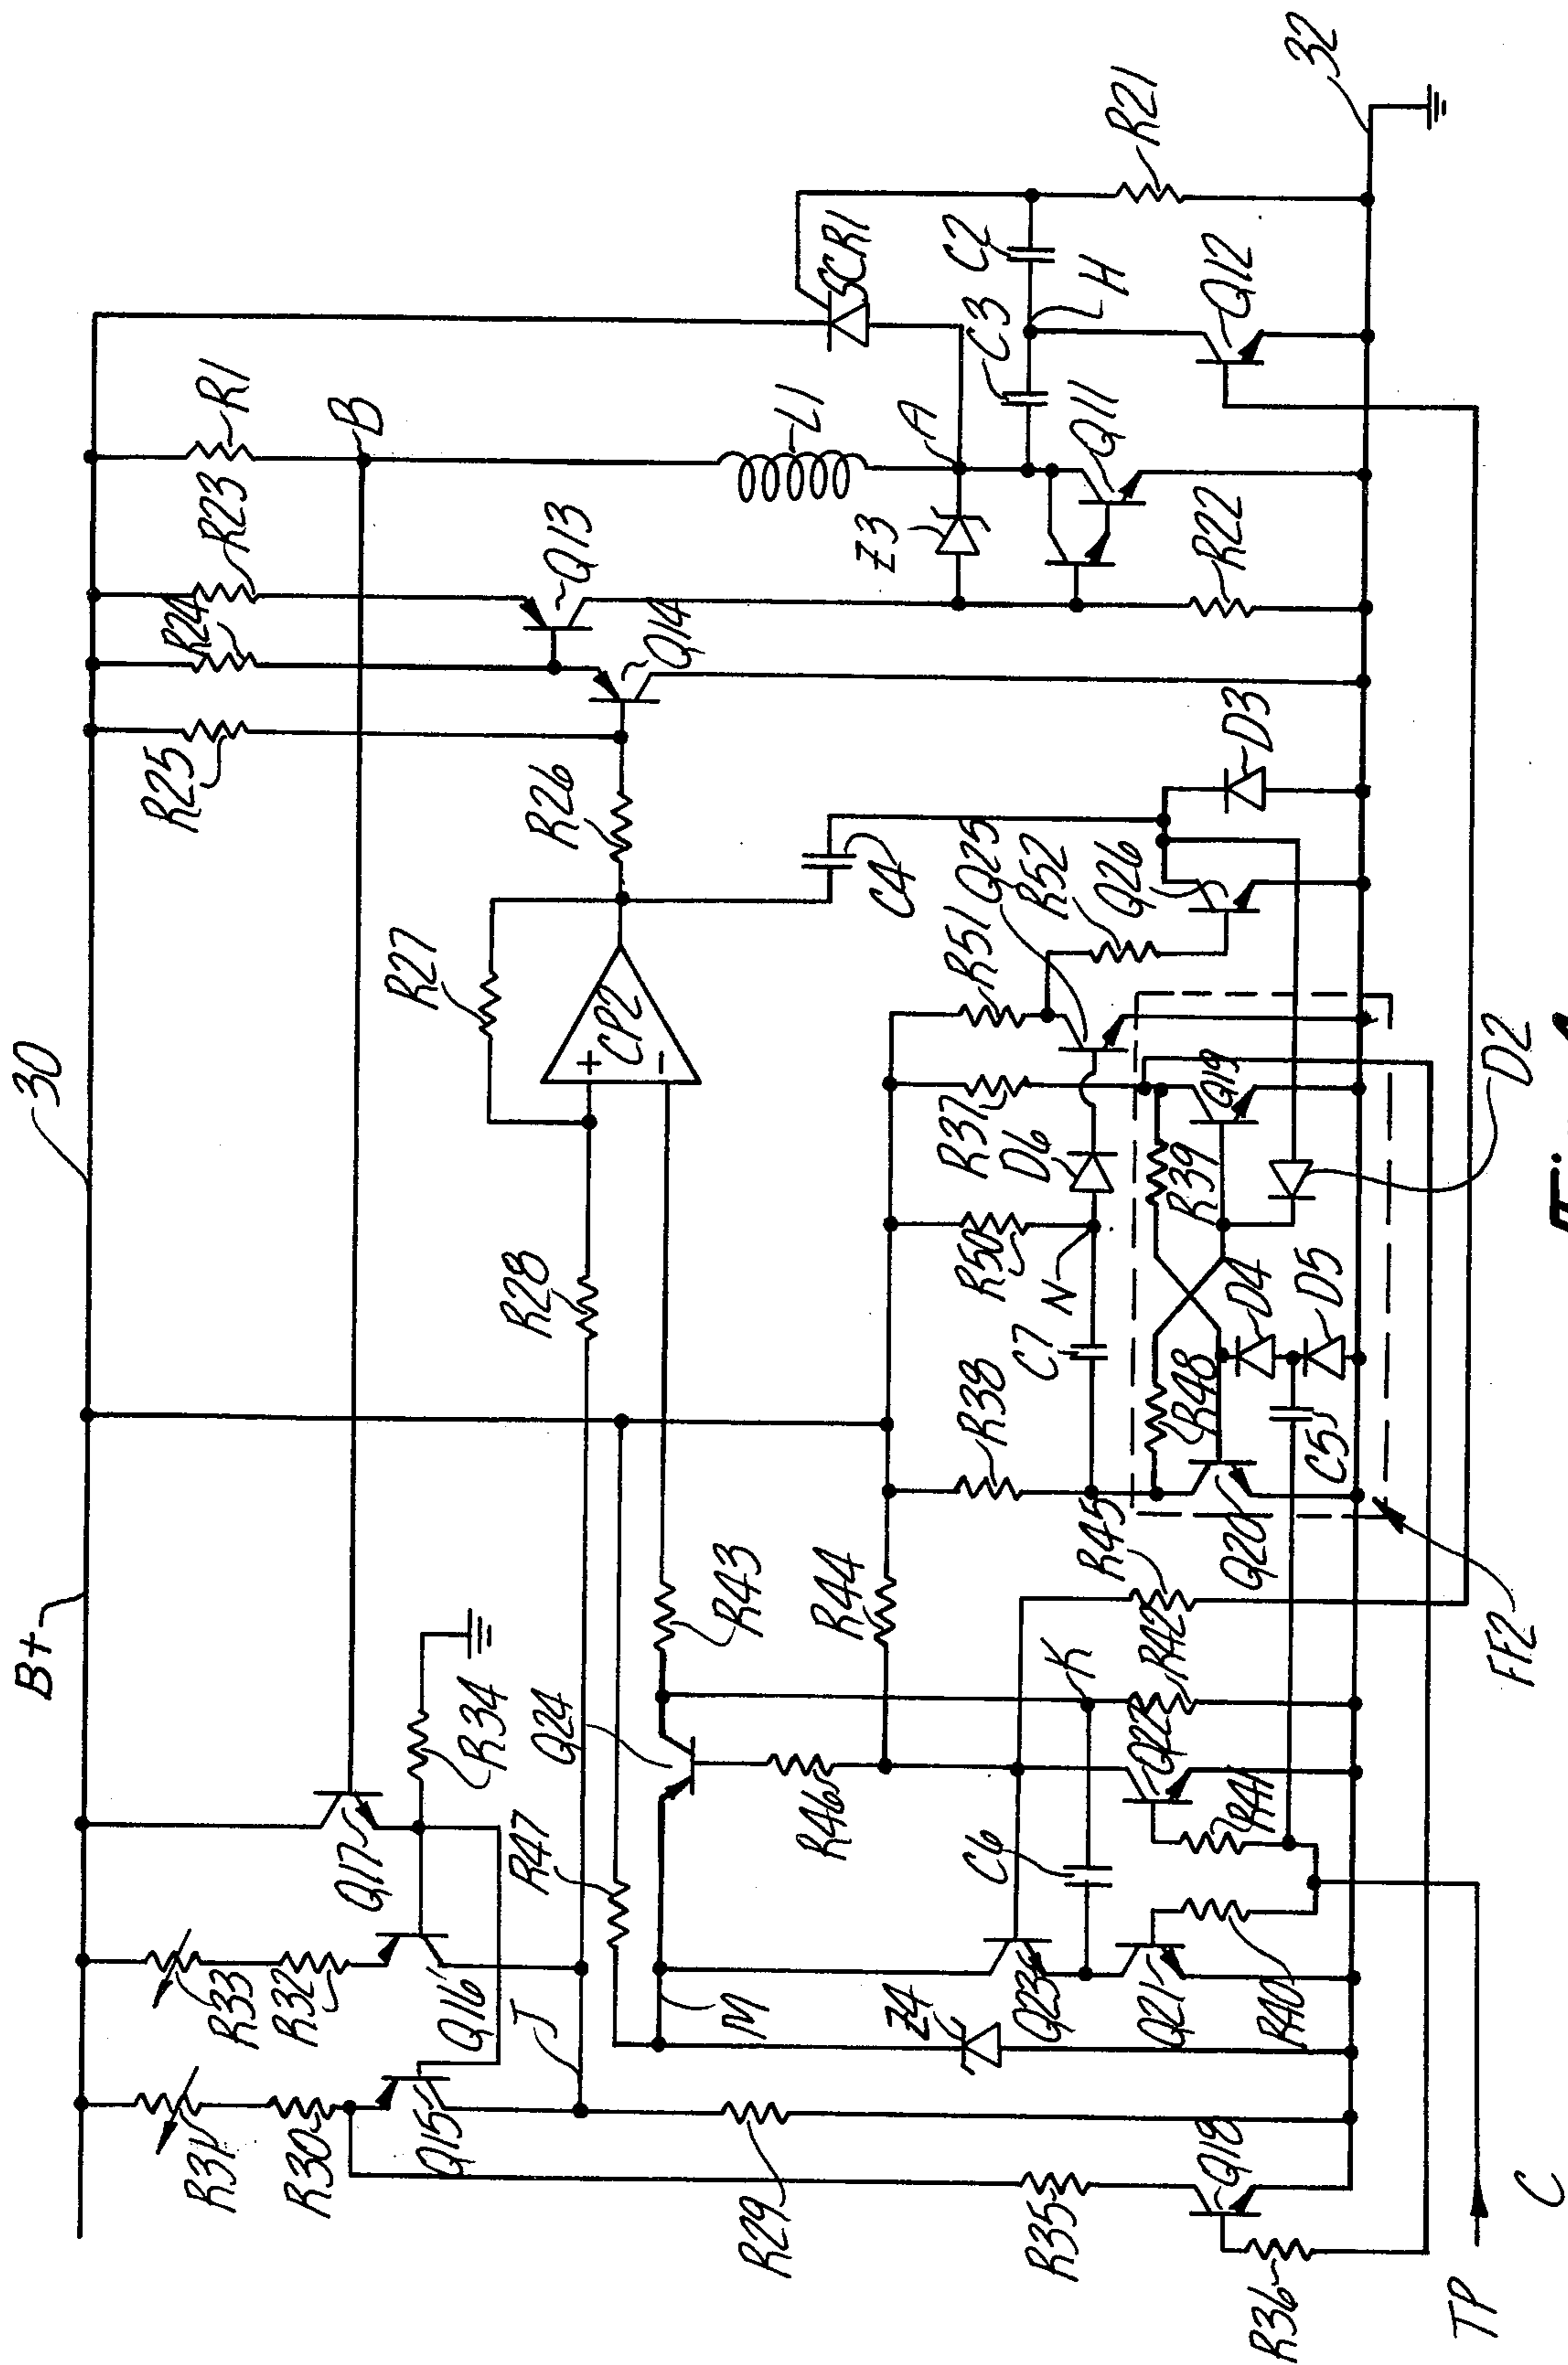 B+
30
R31
R30
Q15
R33
R32
Q16
Q17
R34
B
R25
R24
R23
R1
Q13
Q14
J
R47
Q24
R43
R28
R27
CP2
+
−
R26
C4
Z3
A
L1
SCR1
C3
C2
H
Q11
Q12
R22
R21
32
R29
M
Z4
Q23
C6
R46
R44
K
R45
R42
R38
C7
N
R50
D6
R37
R51
Q25
R52
Q26
D3
R35
Q18
R36
Q21
R40
Q22
R41
Q20
R48
C5
D4
D5
R39
Q19
D2
FF2
TP
C